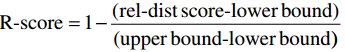 R-score = 1 − (rel-dist score-lower bound)
(upper bound-lower bound)